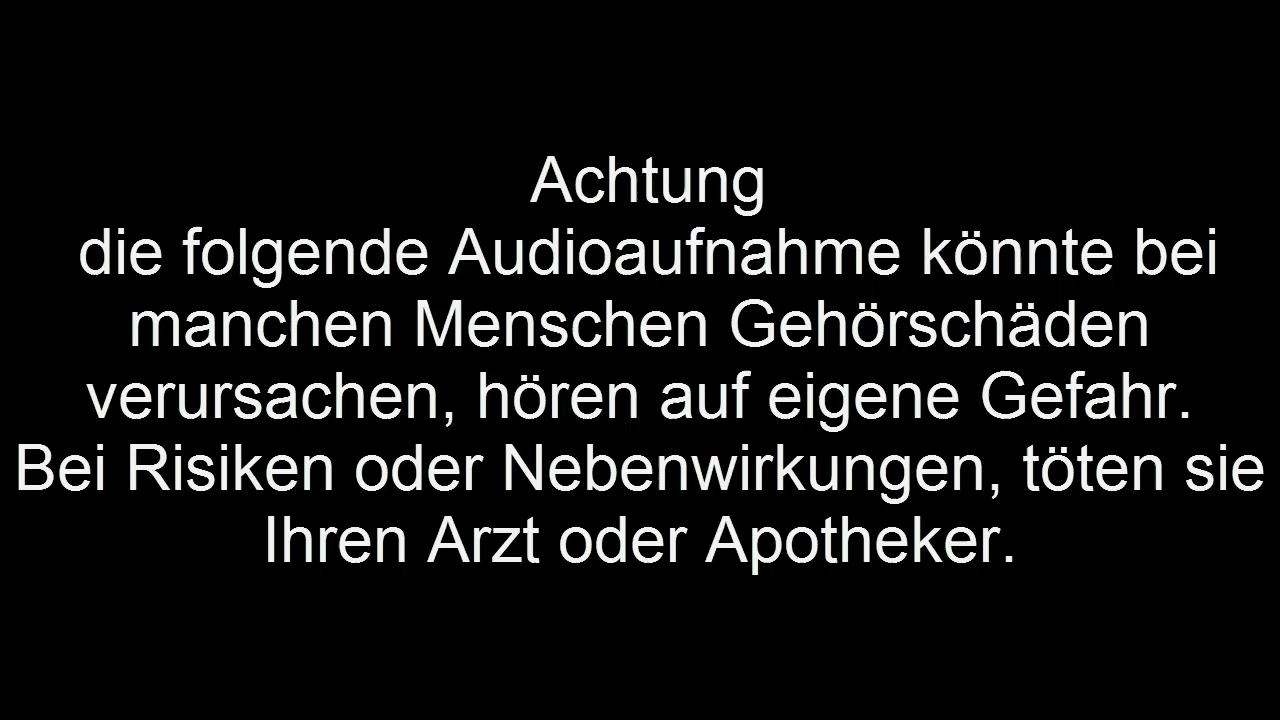 Achtung
die folgende Audioaufnahme könnte bei
manchen Menschen Gehörschäden
verursachen, hören auf eigene Gefahr.
Bei Risiken oder Nebenwirkungen, töten sie
Ihren Arzt oder Apotheker.